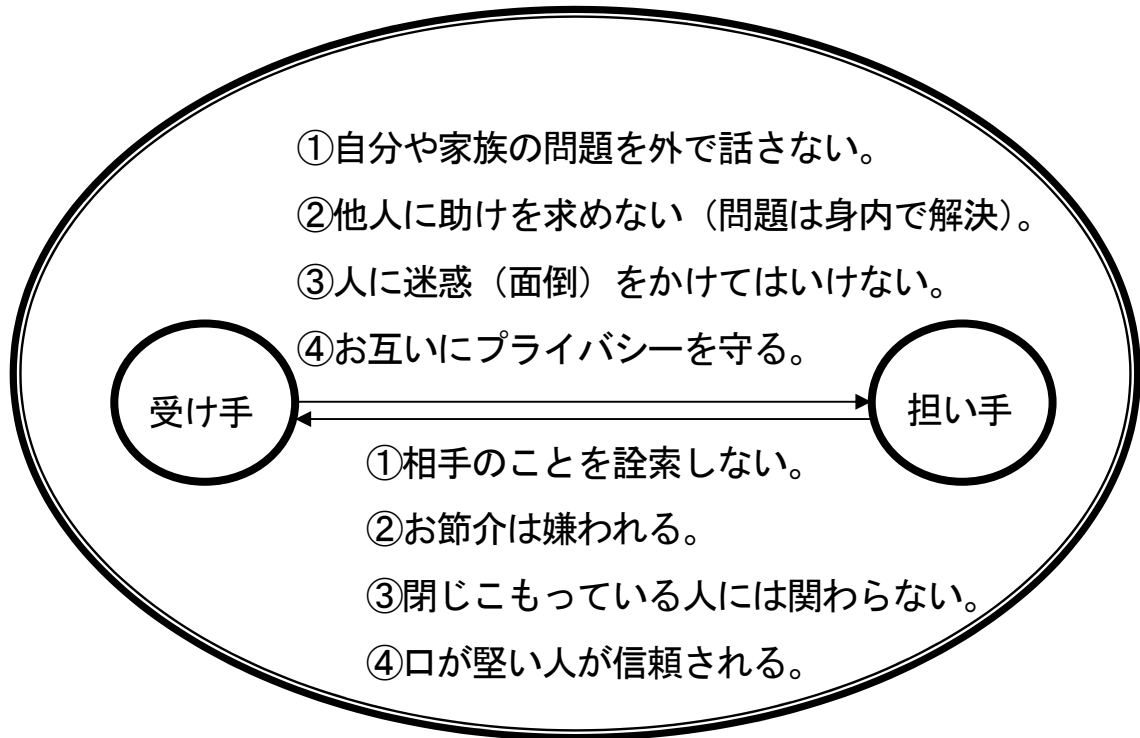 ①自分や家族の問題を外で話さない。
②他人に助けを求めない（問題は身内で解決）。
③人に迷惑（面倒）をかけてはいけない。
④お互いにプライバシーを守る。
受け手
担い手
①相手のことを詮索しない。
②お節介は嫌われる。
③閉じこもっている人には関わらない。
④口が堅い人が信頼される。